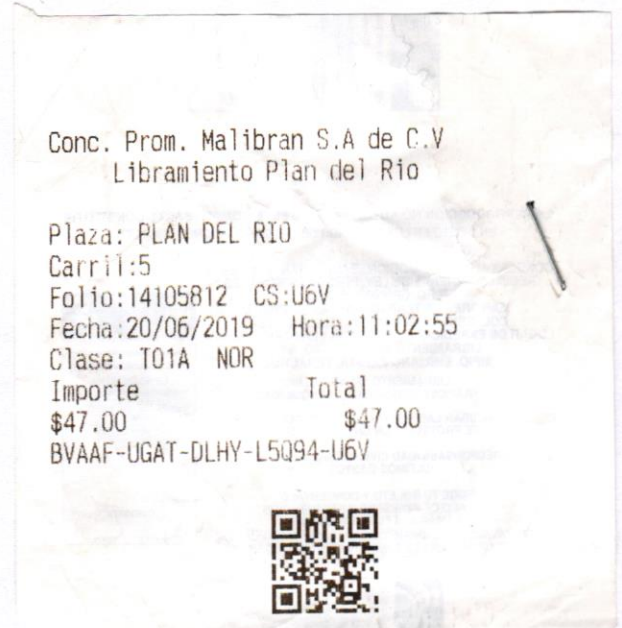 Conc. Prom. Malibran S.A de C.V
Libramiento Plan del Rio
Plaza: PLAN DEL RIO
Carril:5
Folio:14105812 CS:U6V
Fecha:20/06/2019 Hora:11:02:55
Clase: T01A NOR
Importe Total
$47.00 $47.00
BVAAF-UGAT-DLHY-L5Q94-U6V